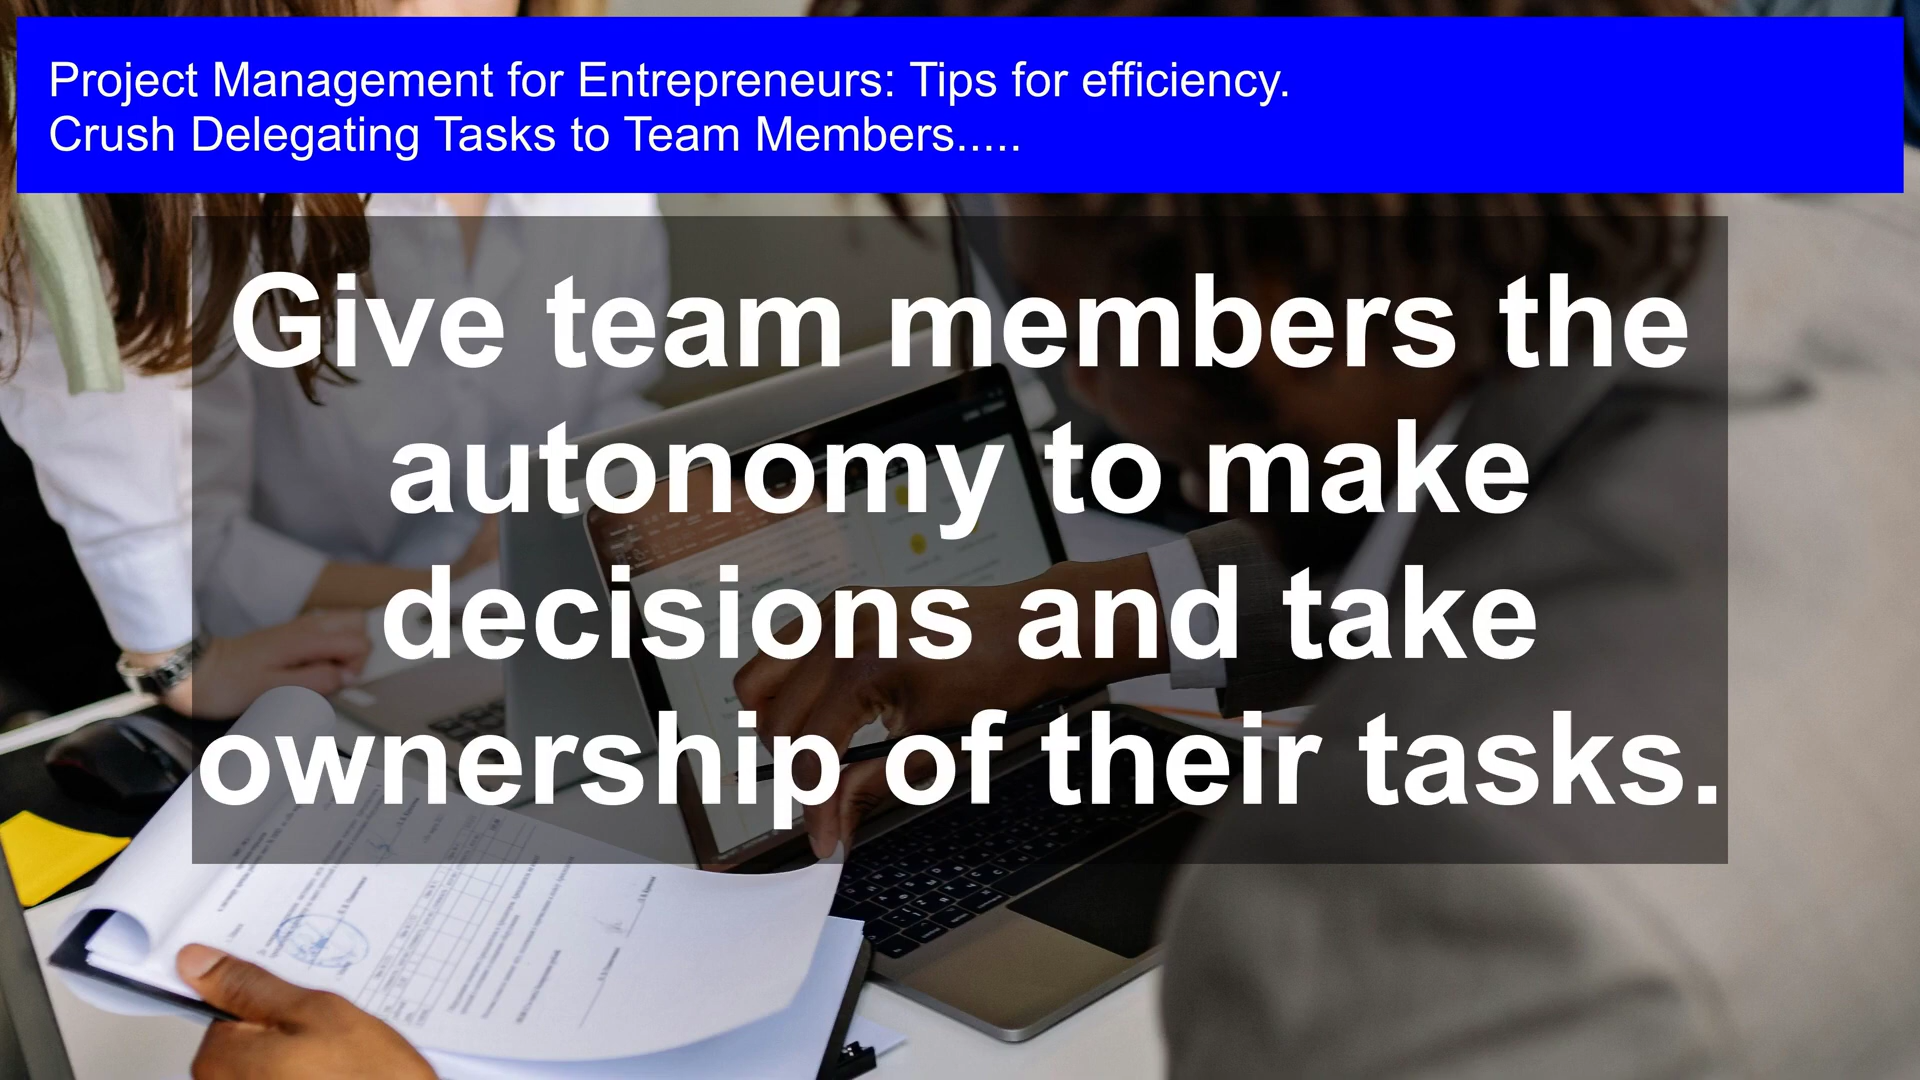 Project Management for Entrepreneurs: Tips for efficiency.
Crush Delegating Tasks to Team Members.....
Give team members the
autonomy to make
decisions and take
ownership of their tasks.